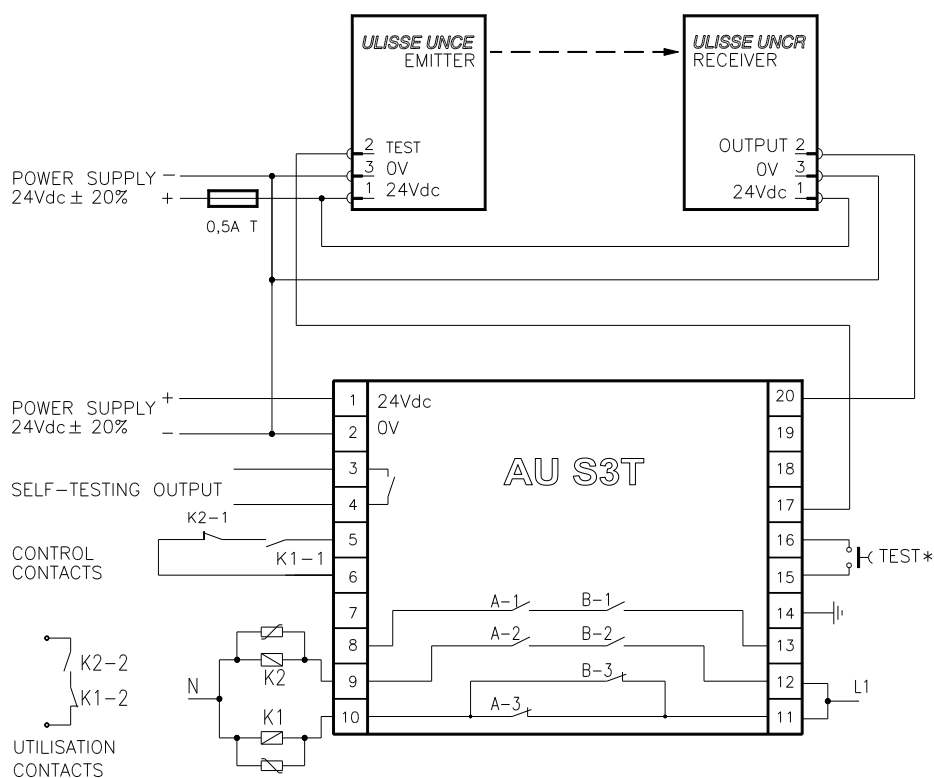 ULISSE UNCE
EMITTER
ULISSE UNCR
RECEIVER
2 TEST
3 0V
1 24Vdc
OUTPUT 2
0V 3
24Vdc 1
POWER SUPPLY −
24Vdc ± 20% +
0,5A T
POWER SUPPLY +
24Vdc ± 20% −
1 24Vdc
2 0V
3
4
5
6
7
8
9
10
20
19
18
17
16
15
14
13
12
11
AU S3T
SELF-TESTING OUTPUT
K2-1
K1-1
CONTROL
CONTACTS
TEST*
A-1 B-1
A-2 B-2
B-3
A-3
K2-2
K1-2
UTILISATION
CONTACTS
N
K2
K1
L1